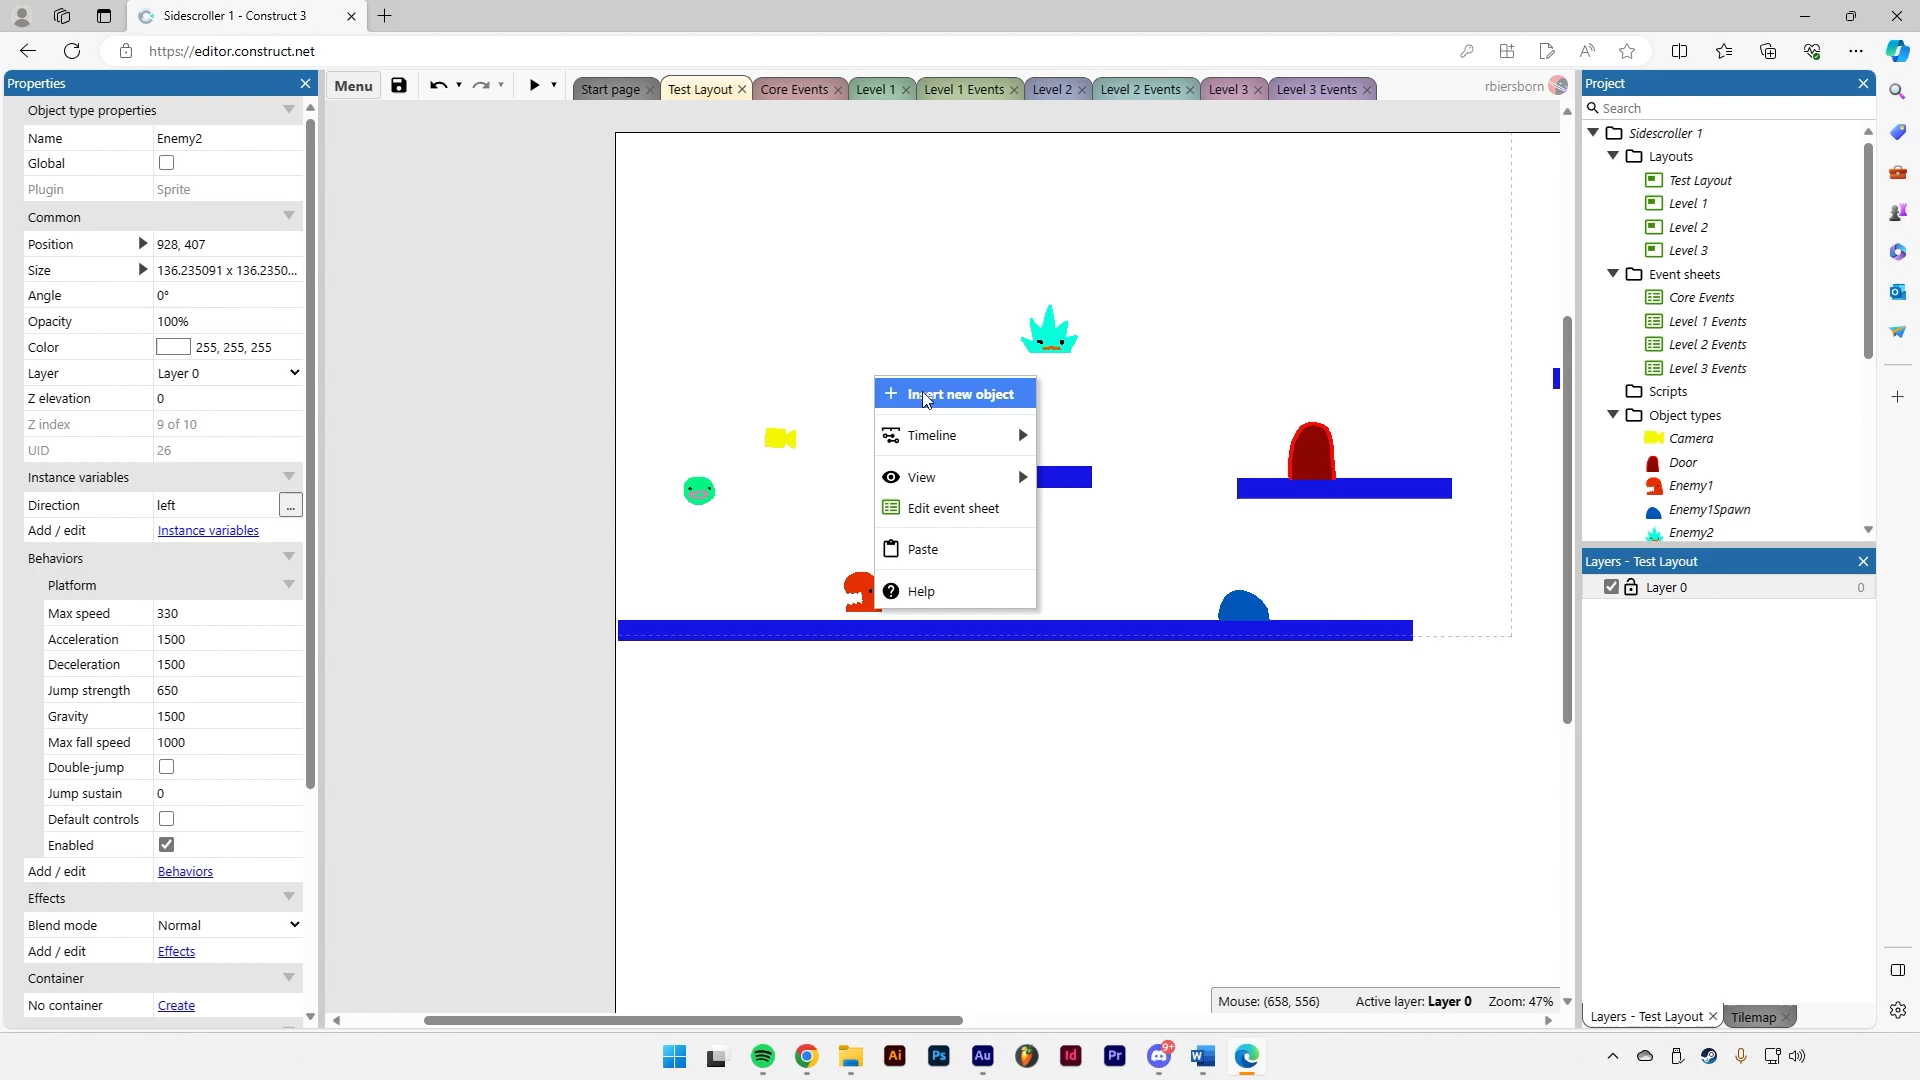 Sidescroller 1 - Construct 3
https://editor.construct.net
Properties
Menu
Start page
Test Layout
Core Events
Level 1
Level 1 Events
Level 2
Level 2 Events
Level 3
Level 3 Events
rbiersborn
Object type properties
Name Enemy2
Global
Plugin Sprite
Common
Position 928, 407
Size 136.235091 x 136.2350...
Angle 0°
Opacity 100%
Color 255, 255, 255
Layer Layer 0
Z elevation 0
Z index 9 of 10
UID 26
Instance variables
Direction left ...
Add / edit Instance variables
Behaviors
Platform
Max speed 330
Acceleration 1500
Deceleration 1500
Jump strength 650
Gravity 1500
Max fall speed 1000
Double-jump
Jump sustain 0
Default controls
Enabled
Add / edit Behaviors
Effects
Blend mode Normal
Add / edit Effects
Container
No container Create
Insert new object
Timeline
View
Edit event sheet
Paste
Help
Mouse: (658, 556) Active layer: Layer 0 Zoom: 47%
Project
Search
Sidescroller 1
Layouts
Test Layout
Level 1
Level 2
Level 3
Event sheets
Core Events
Level 1 Events
Level 2 Events
Level 3 Events
Scripts
Object types
Camera
Door
Enemy1
Enemy1Spawn
Enemy2
Layers - Test Layout
Layer 0 0
Layers - Test Layout
Tilemap
Ai
Ps
Au
Id
Pr
9+